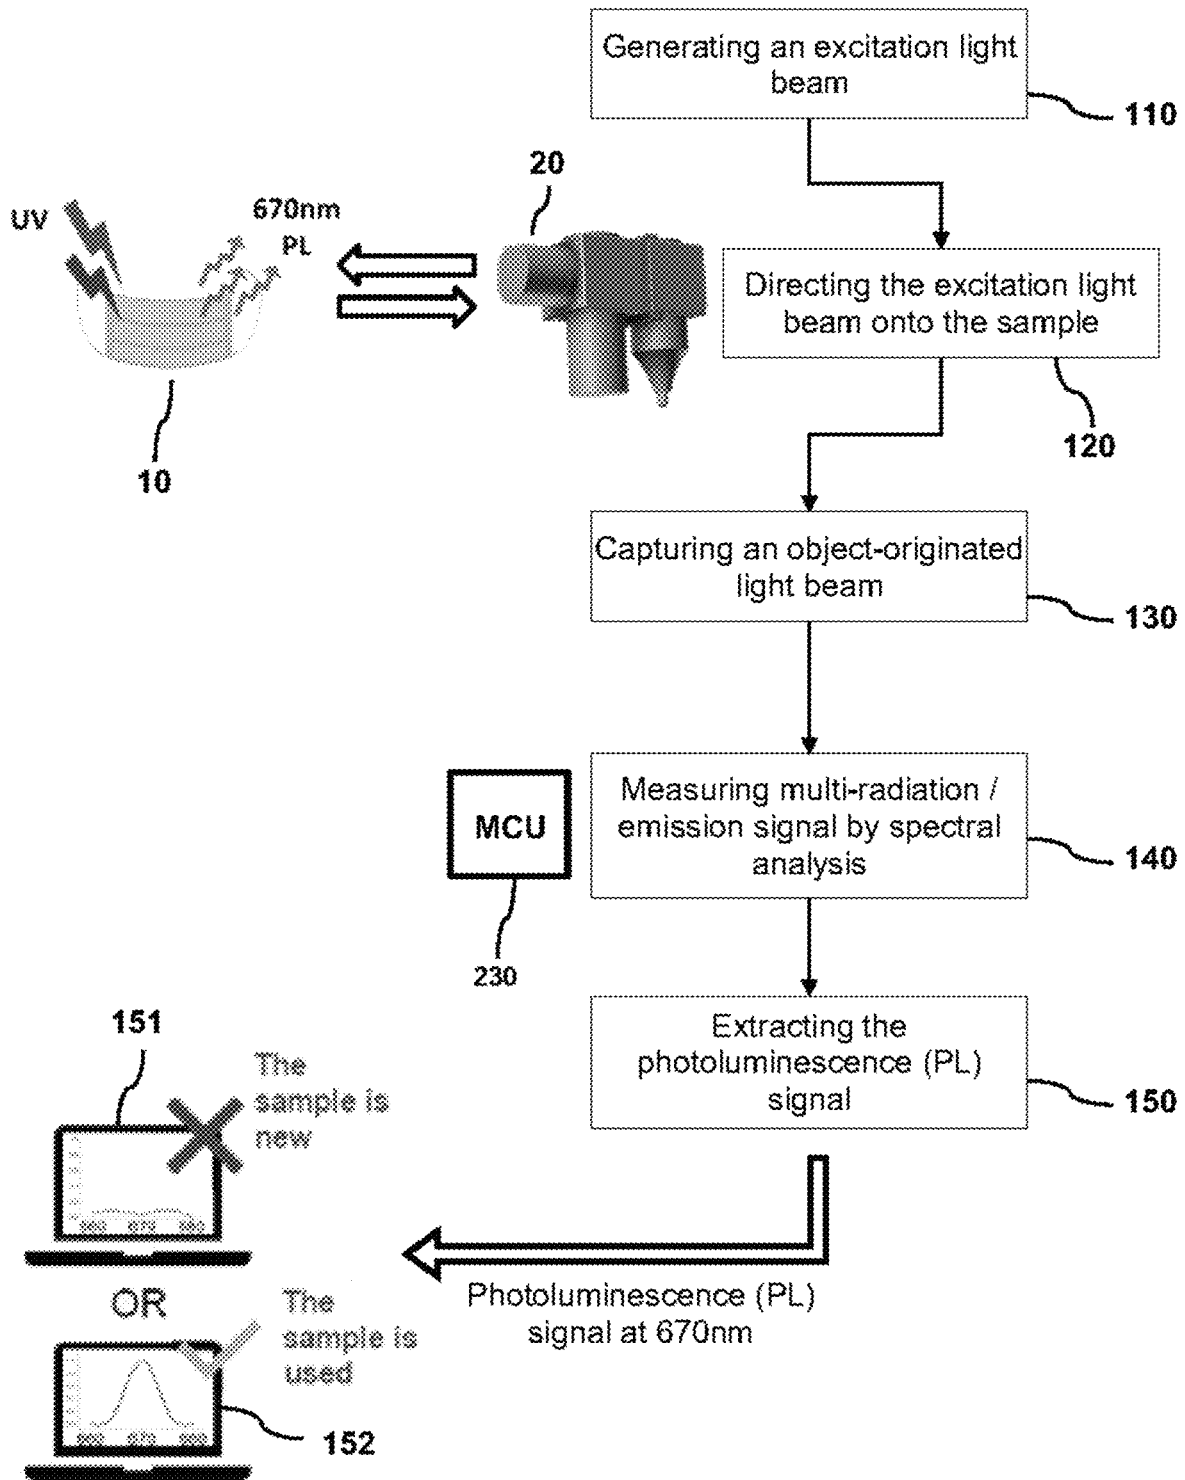 Generating an excitation light
beam
110
20
UV
670nm
PL
Directing the excitation light
beam onto the sample
120
10
Capturing an object-originated
light beam
130
MCU
230
Measuring multi-radiation /
emission signal by spectral
analysis
140
Extracting the
photoluminescence (PL)
signal
150
151
The
sample is
new
670
OR
Photoluminescence (PL)
signal at 670nm
The
sample is
used
670
152